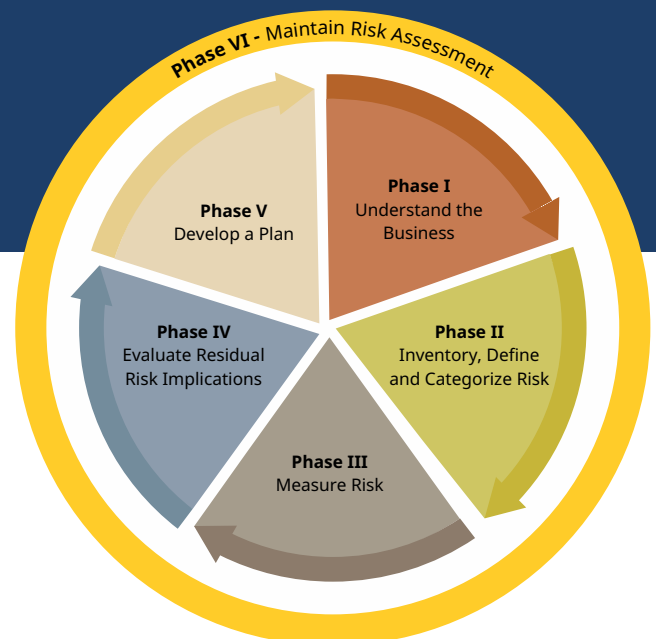 Phase VI - Maintain Risk Assessment
Phase I
Understand the
Business
Phase II
Inventory, Define
and Categorize Risk
Phase III
Measure Risk
Phase IV
Evaluate Residual
Risk Implications
Phase V
Develop a Plan